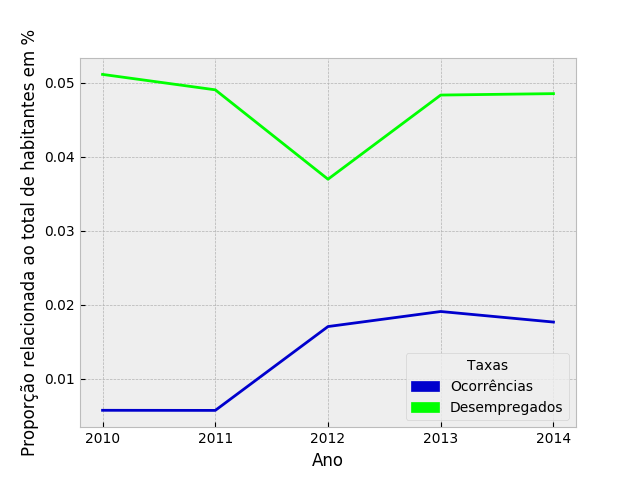 Proporção relacionada ao total de habitantes em %
0.05
0.04
0.03
0.02
0.01
Taxas
Ocorrências
Desempregados
2010 2011 2012 2013 2014
Ano